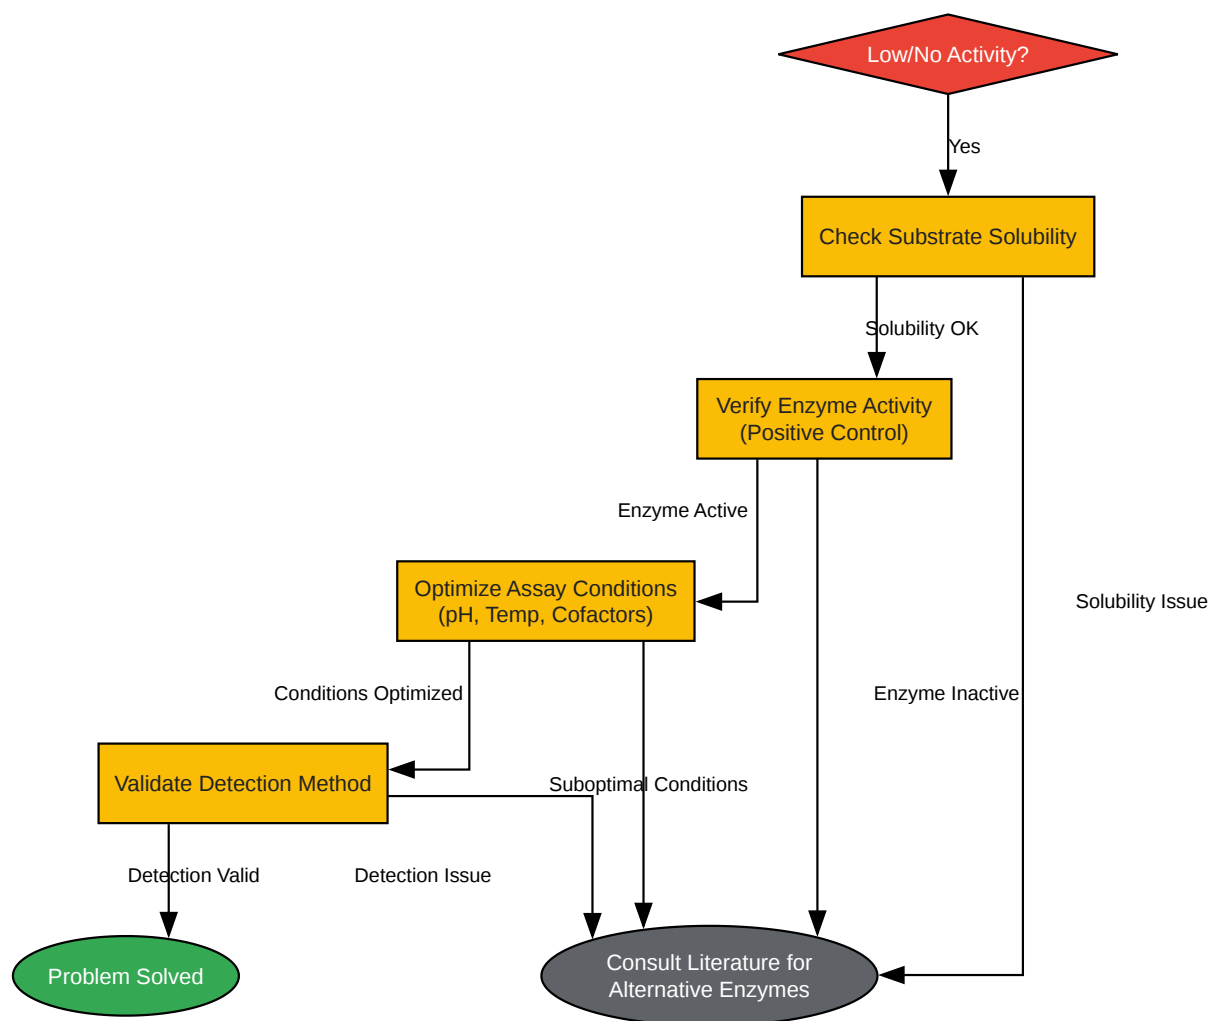 Low/No Activity?
Yes
Check Substrate Solubility
Solubility OK
Verify Enzyme Activity
(Positive Control)
Enzyme Active
Optimize Assay Conditions
(pH, Temp, Cofactors)
Solubility Issue
Conditions Optimized
Enzyme Inactive
Validate Detection Method
Suboptimal Conditions
Detection Valid
Detection Issue
Problem Solved
Consult Literature for
Alternative Enzymes